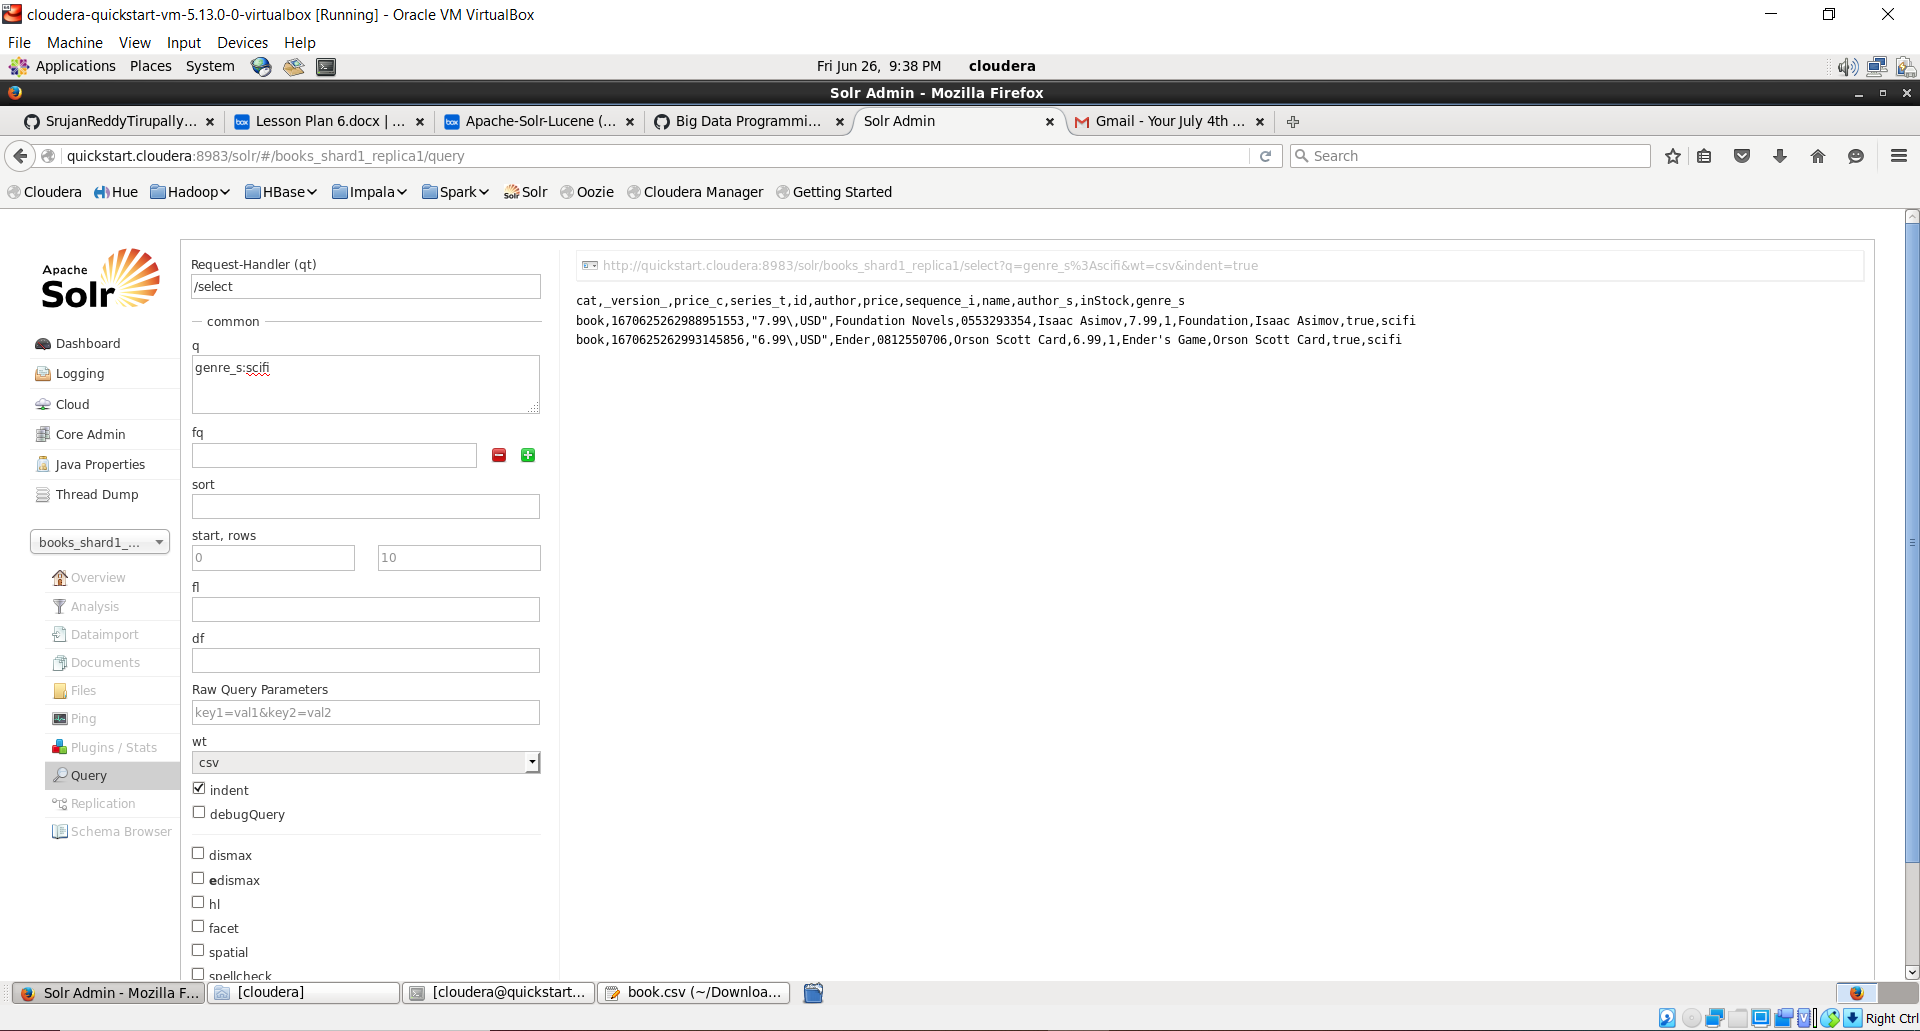 cloudera-quickstart-vm-5.13.0-0-virtualbox [Running] - Oracle VM VirtualBox
File Machine View Input Devices Help
Applications Places System Fri Jun 26, 9:38 PM cloudera
Solr Admin - Mozilla Firefox
SrujanReddyTirupally... Lesson Plan 6.docx | ... Apache-Solr-Lucene (... Big Data Programmi... Solr Admin Gmail - Your July 4th ...
quickstart.cloudera:8983/solr/#/books_shard1_replica1/query Search
Cloudera Hue Hadoop HBase Impala Spark Solr Oozie Cloudera Manager Getting Started
Apache
Solr
Dashboard
Logging
Cloud
Core Admin
Java Properties
Thread Dump
books_shard1_...
Overview
Analysis
Dataimport
Documents
Files
Ping
Plugins / Stats
Query
Replication
Schema Browser
Request-Handler (qt)
/select
common
q
genre_s:scifi
fq
sort
start, rows
0 10
fl
df
Raw Query Parameters
key1=val1&key2=val2
wt
csv
indent
debugQuery
dismax
edismax
hl
facet
spatial
spellcheck
http://quickstart.cloudera:8983/solr/books_shard1_replica1/select?q=genre_s%3Ascifi&wt=csv&indent=true
cat,_version_,price_c,series_t,id,author,price,sequence_i,name,author_s,inStock,genre_s
book,1670625262988951553,"7.99\,USD",Foundation Novels,0553293354,Isaac Asimov,7.99,1,Foundation,Isaac Asimov,true,scifi
book,1670625262993145856,"6.99\,USD",Ender,0812550706,Orson Scott Card,6.99,1,Ender's Game,Orson Scott Card,true,scifi
Solr Admin - Mozilla F... [cloudera] [cloudera@quickstart... book.csv (~/Downloa...
Right Ctrl